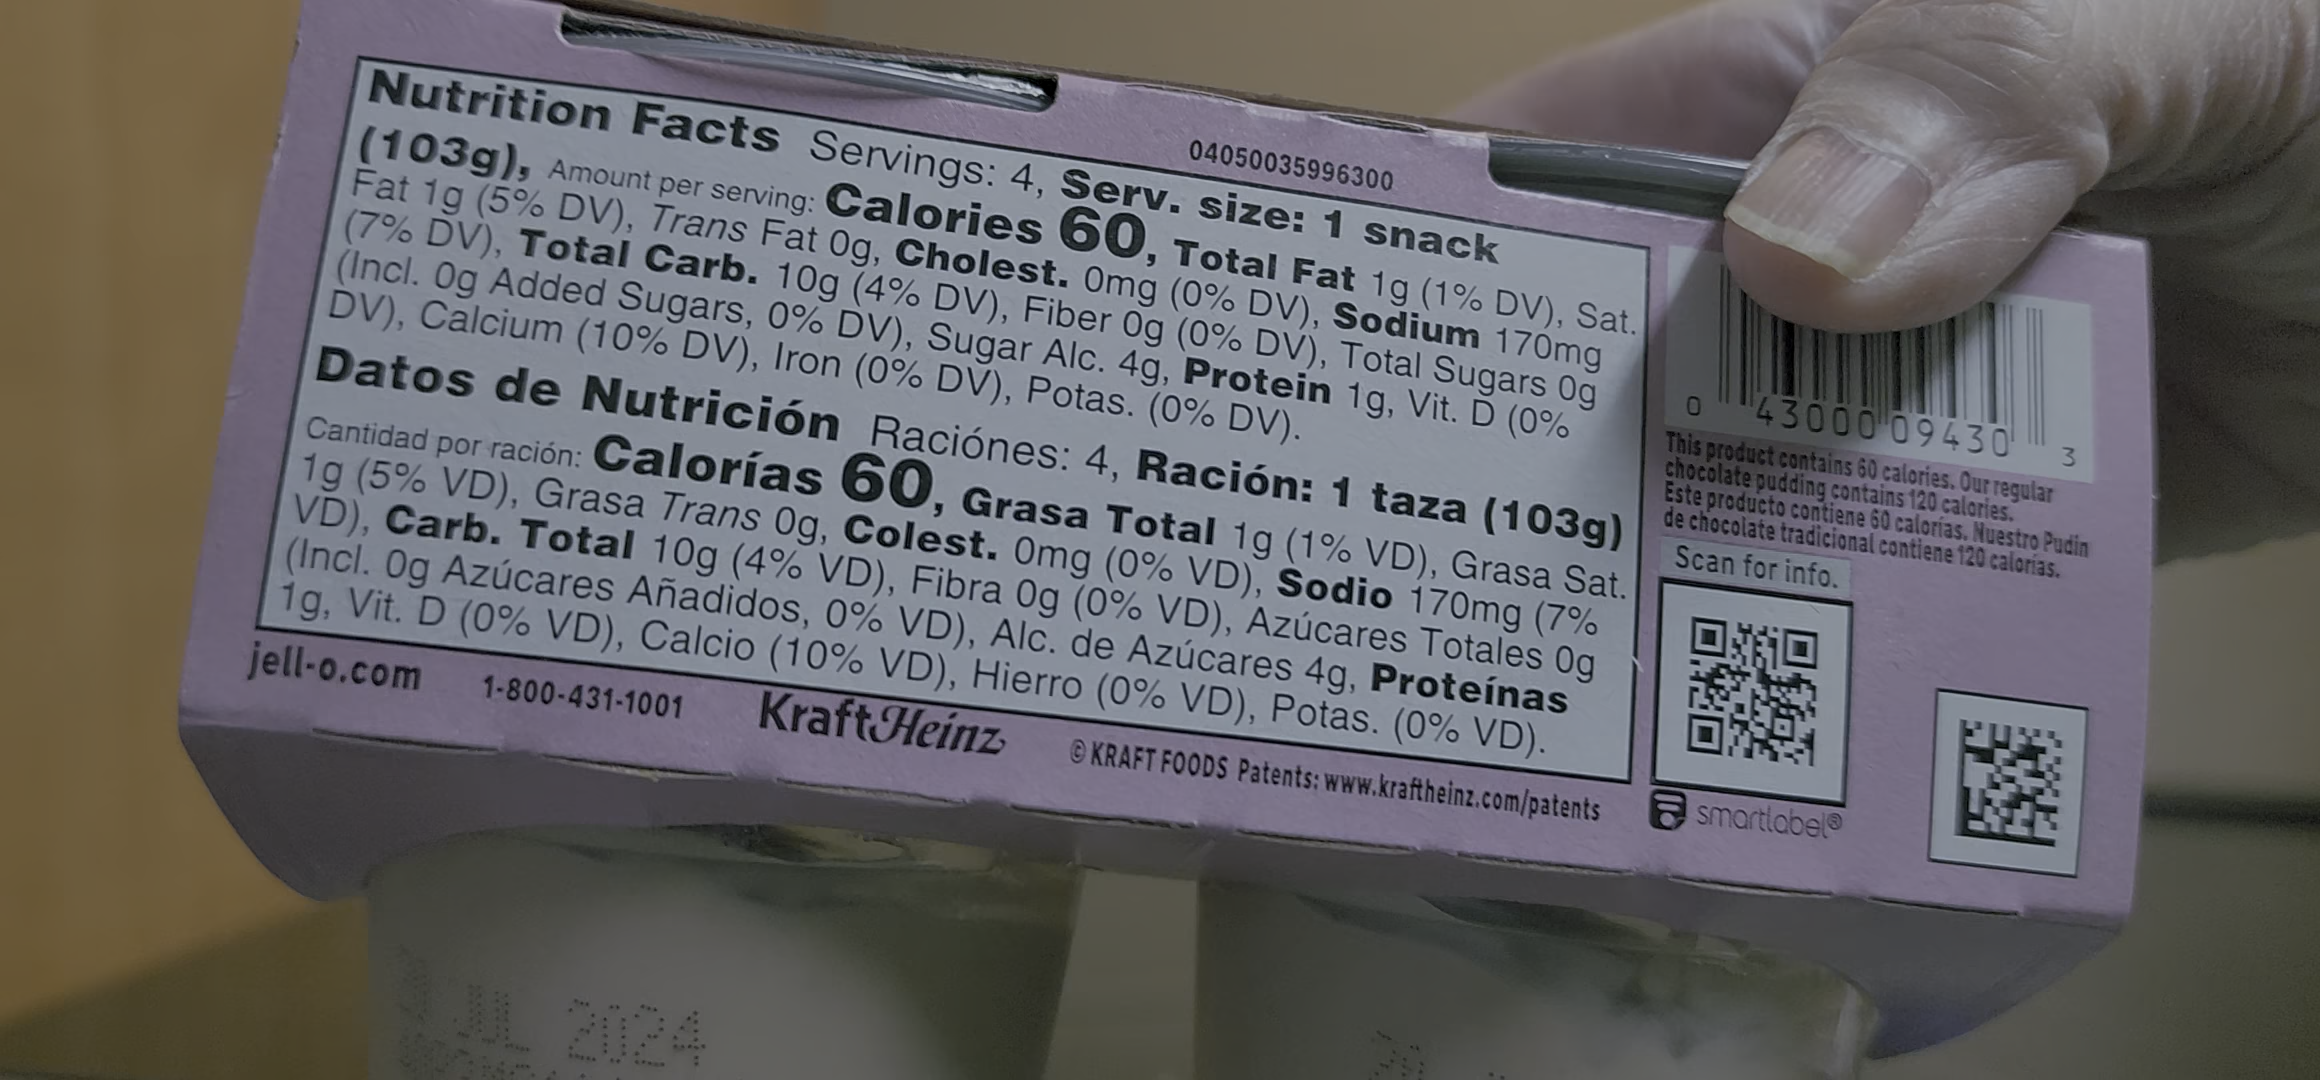 04050035996300
Nutrition Facts Servings: 4, Serv. size: 1 snack
(103g), Amount per serving: Calories 60, Total Fat 1g (1% DV), Sat.
Fat 1g (5% DV), Trans Fat 0g, Cholest. 0mg (0% DV), Sodium 170mg
(7% DV), Total Carb. 10g (4% DV), Fiber 0g (0% DV), Total Sugars 0g
(Incl. 0g Added Sugars, 0% DV), Sugar Alc. 4g, Protein 1g, Vit. D (0%
DV), Calcium (10% DV), Iron (0% DV), Potas. (0% DV).
Datos de Nutrición Raciónes: 4, Ración: 1 taza (103g)
Cantidad por ración: Calorías 60, Grasa Total 1g (1% VD), Grasa Sat.
1g (5% VD), Grasa Trans 0g, Colest. 0mg (0% VD), Sodio 170mg (7%
VD), Carb. Total 10g (4% VD), Fibra 0g (0% VD), Azúcares Totales 0g
(Incl. 0g Azúcares Añadidos, 0% VD), Alc. de Azúcares 4g, Proteínas
1g, Vit. D (0% VD), Calcio (10% VD), Hierro (0% VD), Potas. (0% VD).
jell-o.com 1-800-431-1001 KraftHeinz © KRAFT FOODS Patents: www.kraftheinz.com/patents
0 43000 09430 3
This product contains 60 calories. Our regular
chocolate pudding contains 120 calories.
Este producto contiene 60 calorías. Nuestro Pudín
de chocolate tradicional contiene 120 calorías.
Scan for info.
smartlabel®
JUL 2024